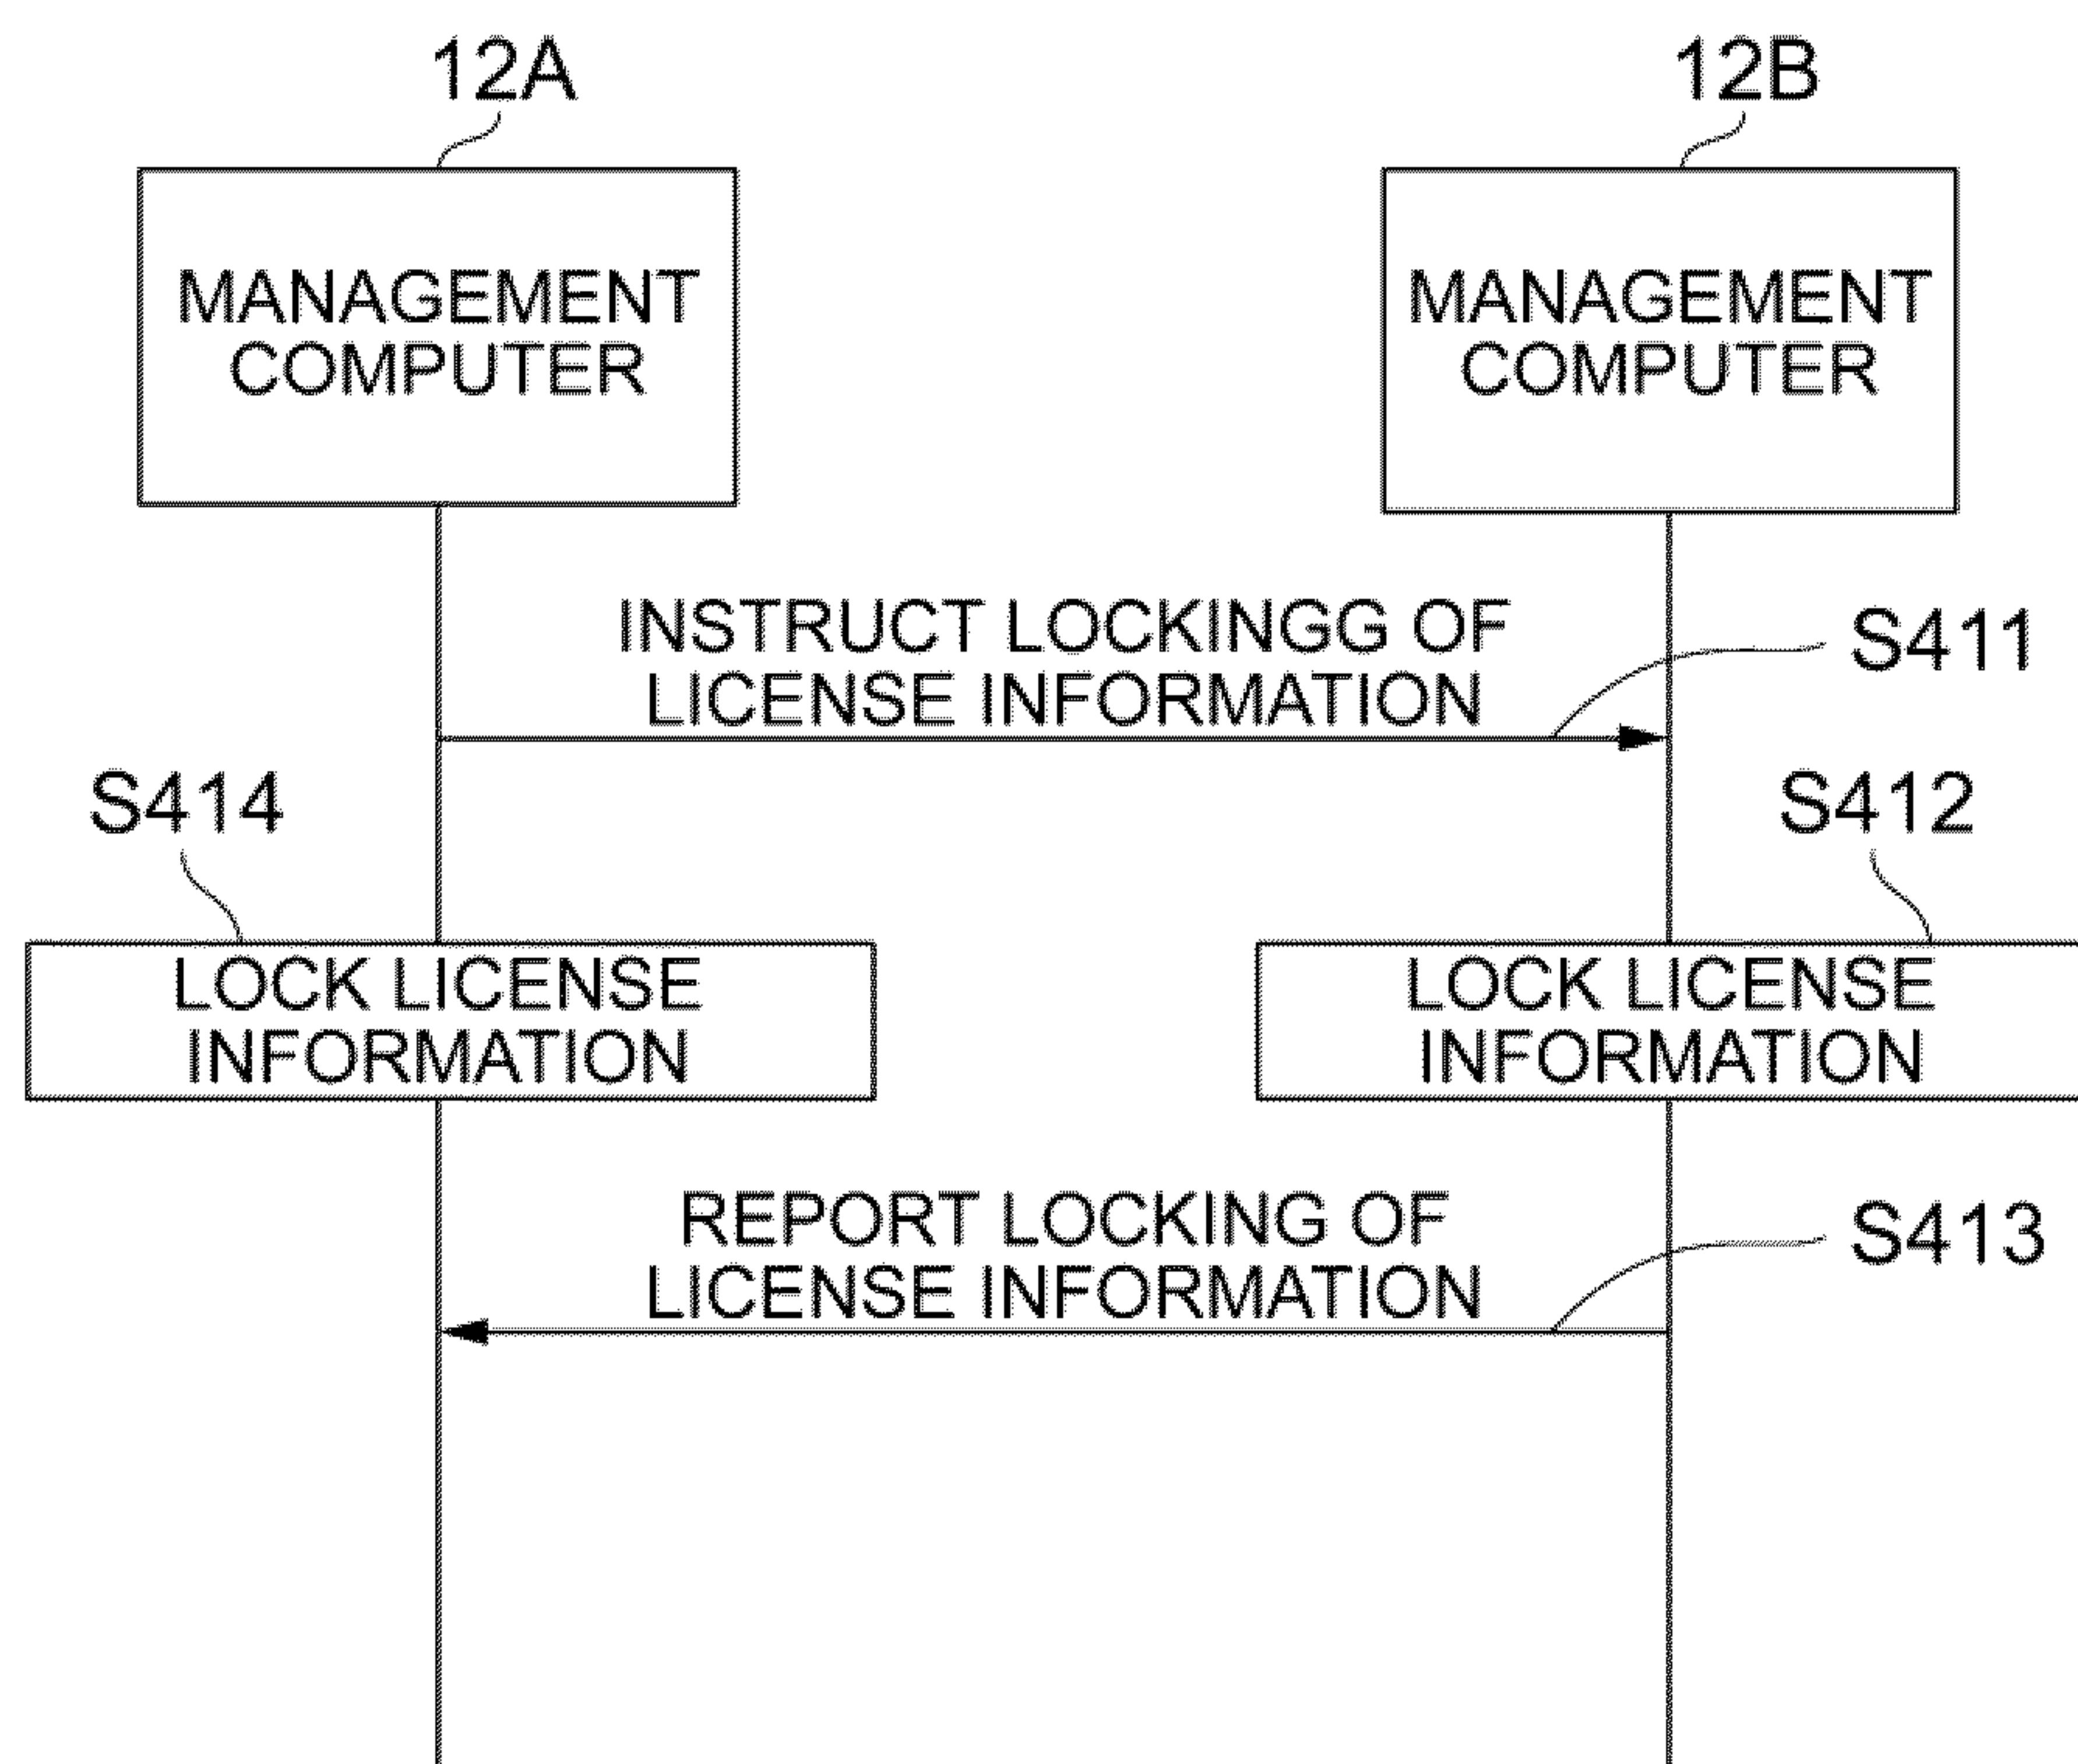 12A
12B
MANAGEMENT
COMPUTER
MANAGEMENT
COMPUTER
INSTRUCT LOCKINGG OF
LICENSE INFORMATION
S411
S414
S412
LOCK LICENSE
INFORMATION
LOCK LICENSE
INFORMATION
REPORT LOCKING OF
LICENSE INFORMATION
S413